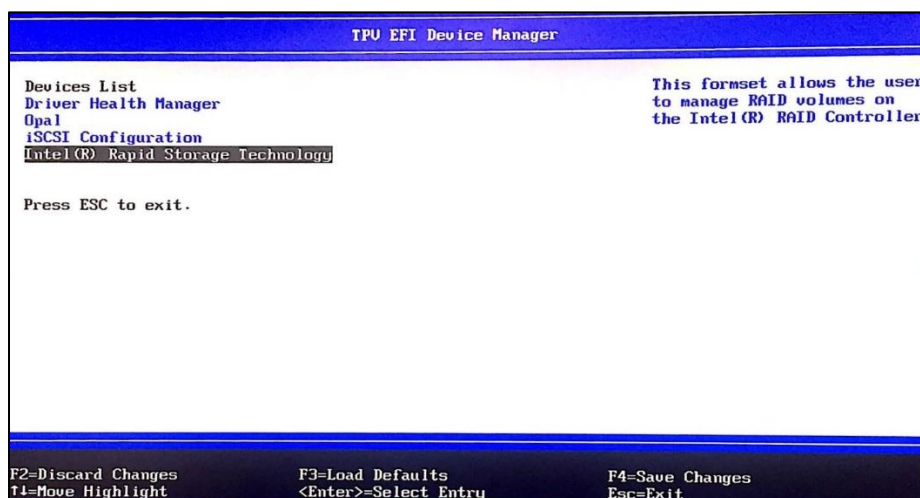 TPV EFI Device Manager
Devices List
Driver Health Manager
Opal
iSCSI Configuration
Intel(R) Rapid Storage Technology
Press ESC to exit.
This formset allows the user
to manage RAID volumes on
the Intel(R) RAID Controller
F2=Discard Changes F3=Load Defaults F4=Save Changes
↑↓=Move Highlight <Enter>=Select Entry Esc=Exit